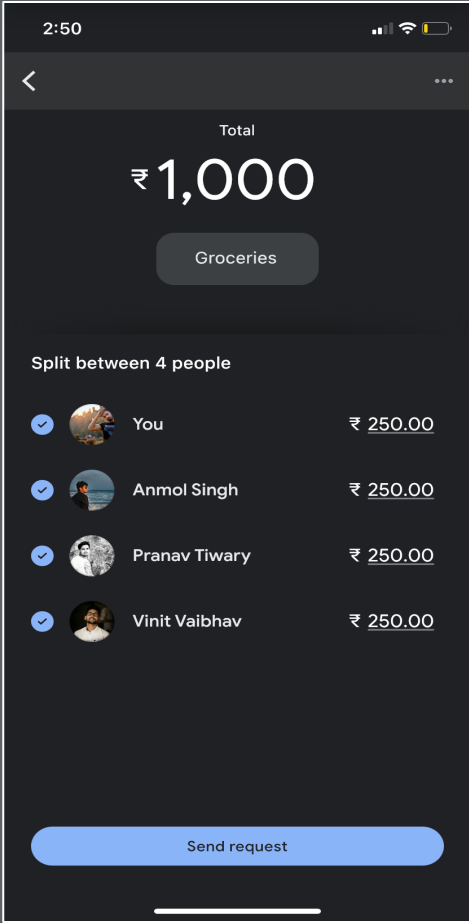 2:50
Total
₹1,000
Groceries
Split between 4 people
You ₹ 250.00
Anmol Singh ₹ 250.00
Pranav Tiwary ₹ 250.00
Vinit Vaibhav ₹ 250.00
Send request